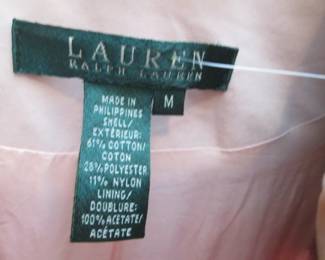 LAUREN
RALPH LAUREN
M
MADE IN
PHILIPPINES
SHELL/
EXTÉRIEUR:
61% COTTON/
COTON
28% POLYESTER
11% NYLON
LINING/
DOUBLURE:
100% ACETATE/
ACÉTATE